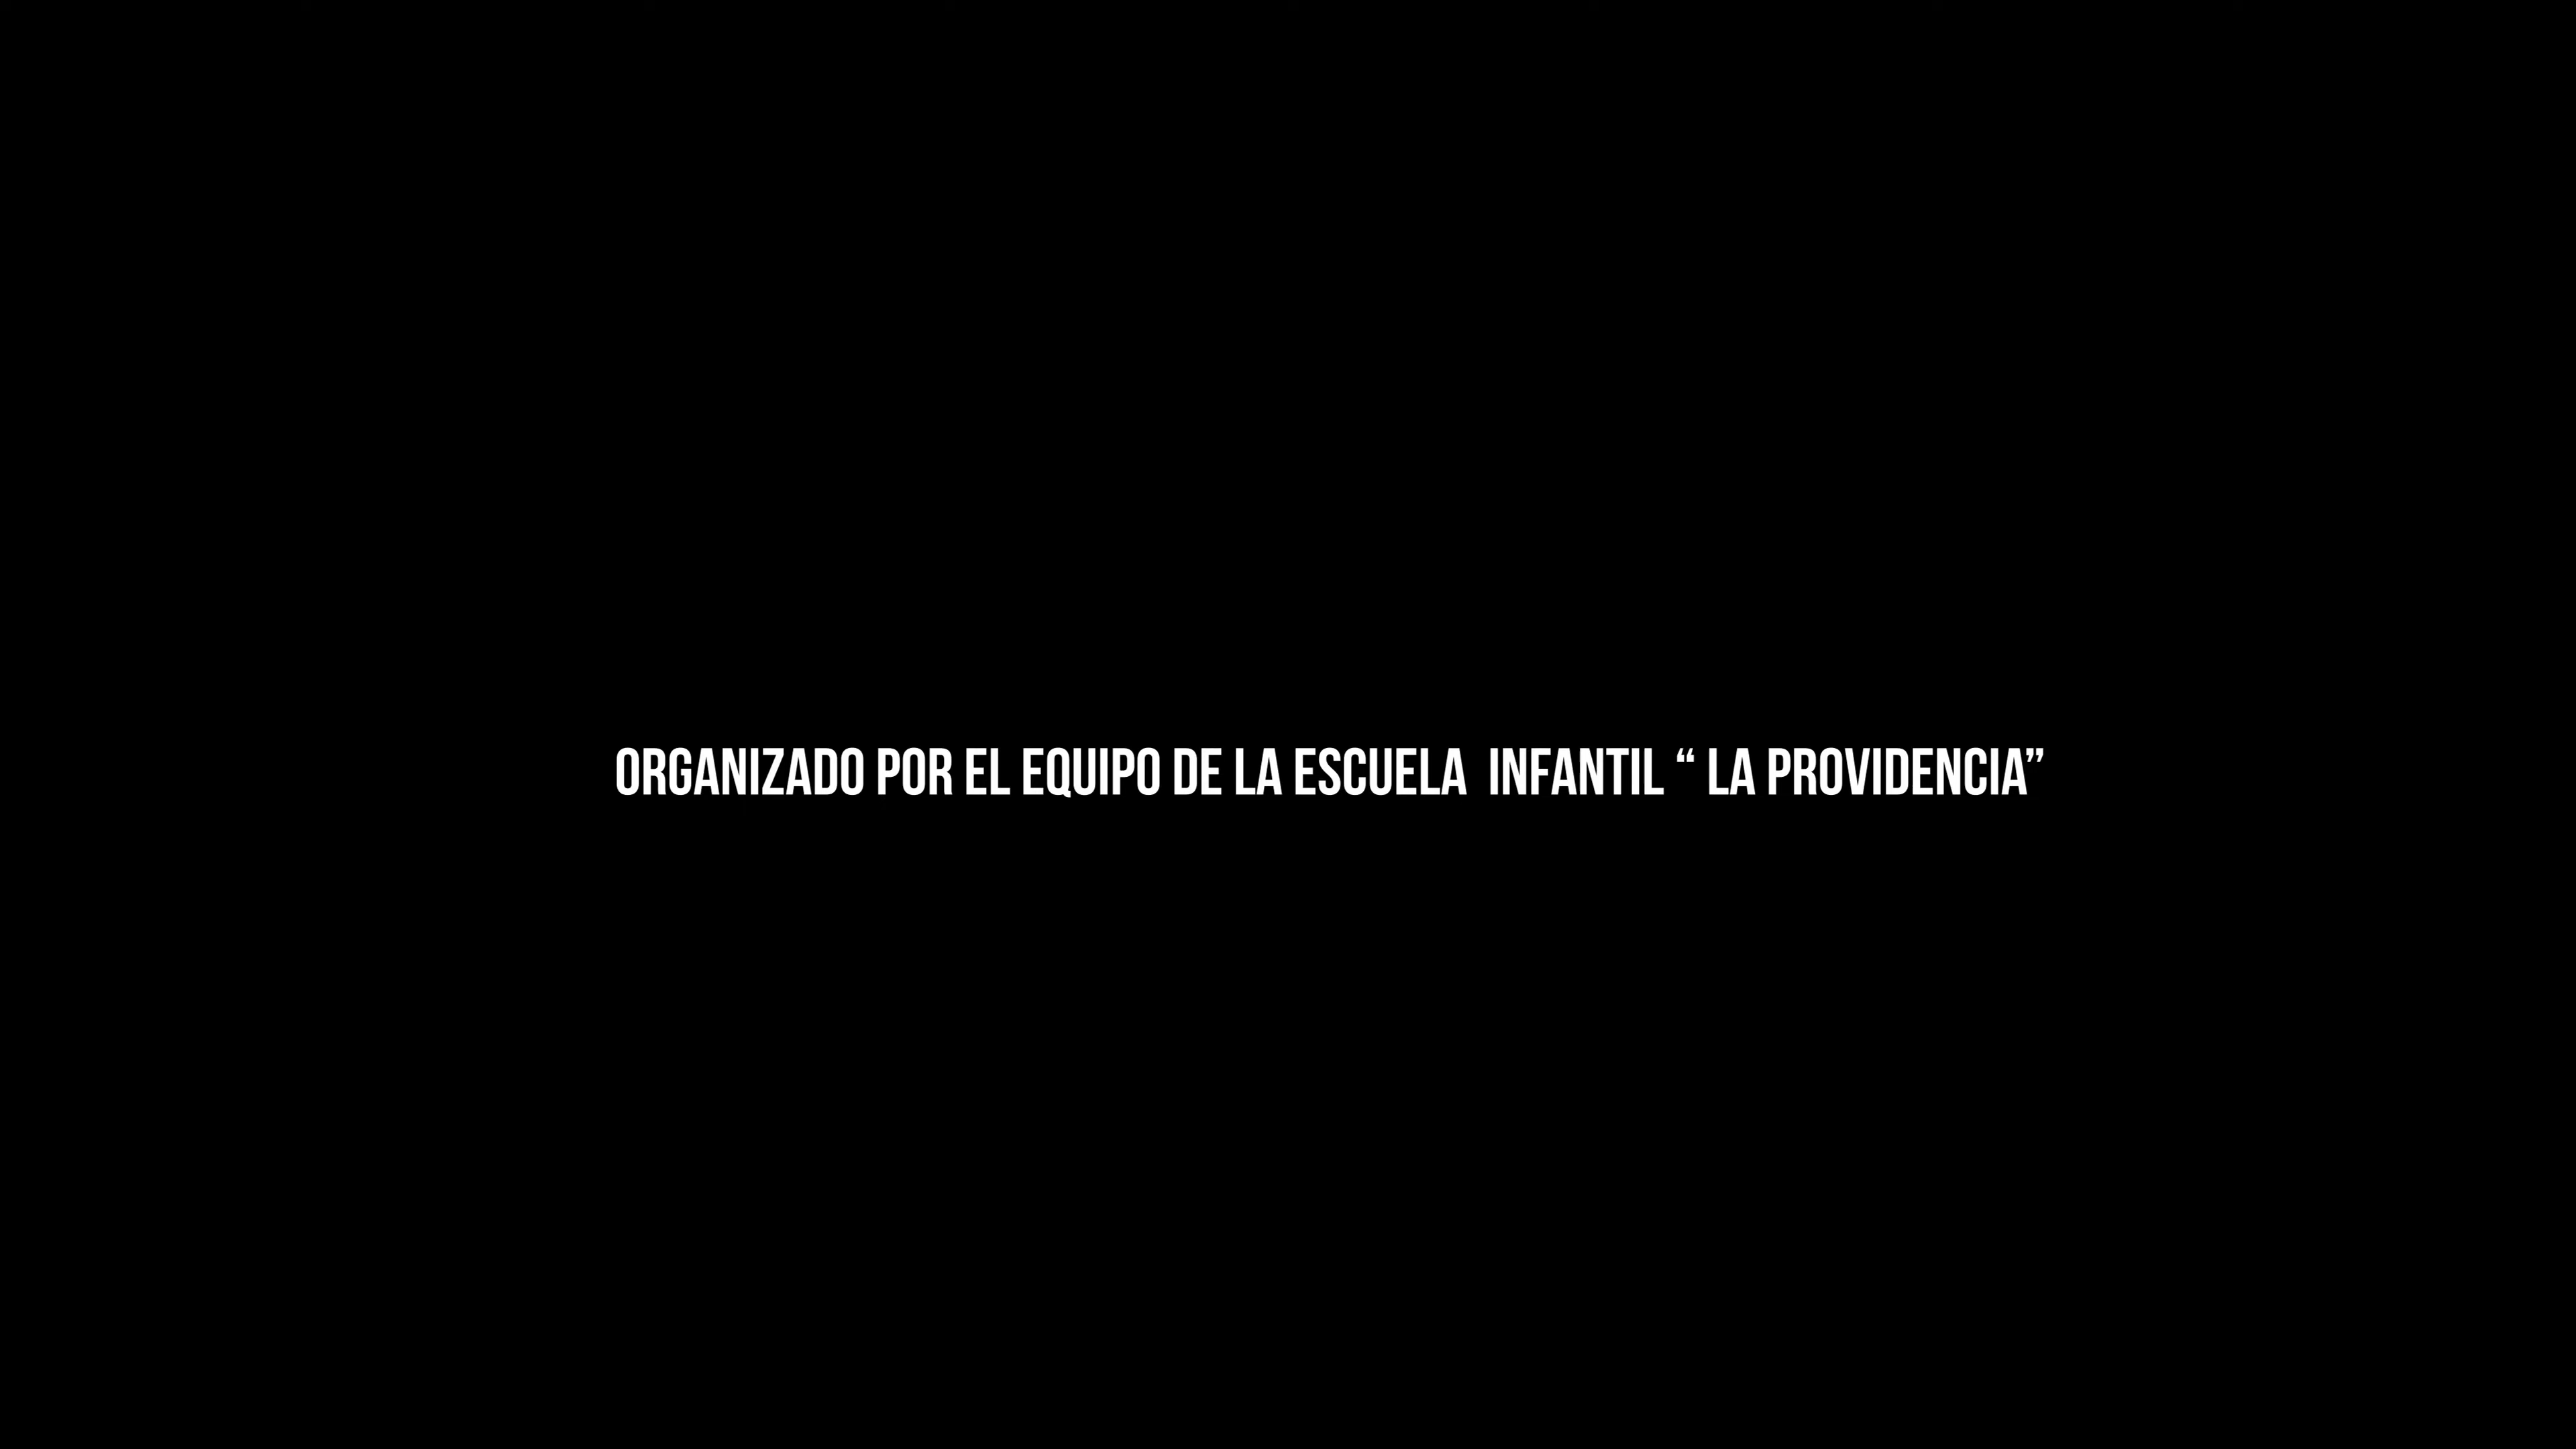 ORGANIZADO POR EL EQUIPO DE LA ESCUELA  INFANTIL “ LA PROVIDENCIA”